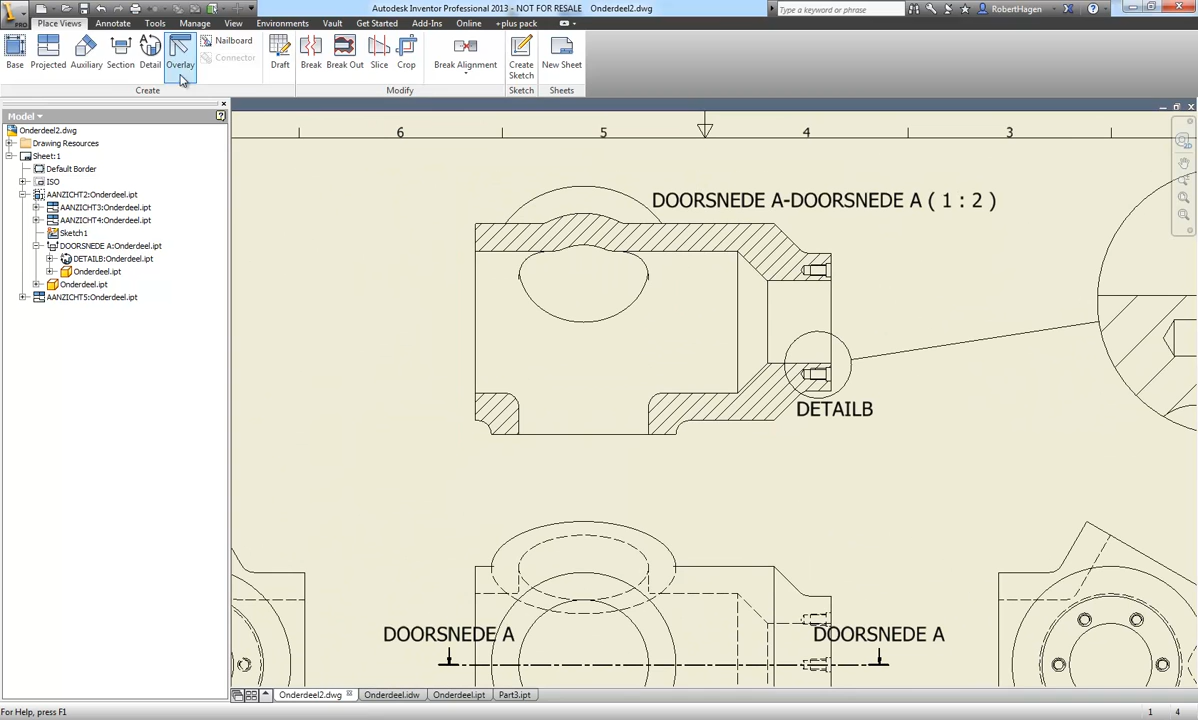 Autodesk Inventor Professional 2013 - NOT FOR RESALE Onderdeel2.dwg
Type a keyword or phrase
RobertHagen
PRO
Place Views Annotate Tools Manage View Environments Vault Get Started Add-Ins Online +plus pack
Base Projected Auxiliary Section Detail Overlay Nailboard Connector Draft Break Break Out Slice Crop Break Alignment Create Sketch New Sheet
Create Modify Sketch Sheets
Model
Onderdeel2.dwg
Drawing Resources
Sheet:1
Default Border
ISO
AANZICHT2:Onderdeel.ipt
AANZICHT3:Onderdeel.ipt
AANZICHT4:Onderdeel.ipt
Sketch1
DOORSNEDE A:Onderdeel.ipt
DETAILB:Onderdeel.ipt
Onderdeel.ipt
Onderdeel.ipt
AANZICHT5:Onderdeel.ipt
6 5 4 3
DOORSNEDE A-DOORSNEDE A ( 1 : 2 )
DETAILB
DOORSNEDE A DOORSNEDE A
Onderdeel2.dwg Onderdeel.idw Onderdeel.ipt Part3.ipt
For Help, press F1
1 4